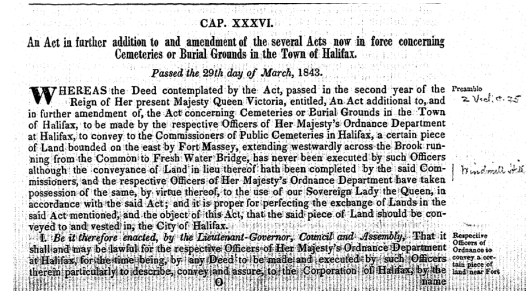 CAP. XXXVI.
An Act in further addition to and amendment of the several Acts now in force concerning
Cemeteries or Burial Grounds in the Town of Halifax.
Passed the 29th day of March, 1843.
WHEREAS the Deed contemplated by the Act, passed in the second year of the
Preamble
Reign of Her present Majesty Queen Victoria, entitled, An Act additional to, and
2 Vict. c. 25
in further amendment of, the Act concerning Cemeteries or Burial Grounds in the Town
of Halifax, to be made by the respective Officers of Her Majesty's Ordnance Department
at Halifax, to convey to the Commissioners of Public Cemeteries in Halifax, a certain piece
of Land bounded on the east by Fort Massey, extending westwardly across the Brook run-
ning from the Common to Fresh Water Bridge, has never been executed by such Officers
although the conveyance of Land in lieu thereof hath been completed by the said Com-
Windmill Hill
missioners, and the respective Officers of Her Majesty's Ordnance Department have taken
possession of the same, by virtue thereof, to the use of our Sovereign Lady the Queen, in
accordance with the said Act; and it is proper for perfecting the exchange of Lands in the
said Act mentioned, and the object of this Act, that the said piece of Land should be con-
veyed to and vested in, the City of Halifax.
I. Be it therefore enacted, by the Lieutenant-Governor, Council and Assembly, That it
Respective
shall and may be lawful for the respective Officers of Her Majesty's Ordnance Department
Officers of
Ordnance to
at Halifax, for the time being, by any Deed to be made and executed by such Officers
convey a cer-
tain piece of
therein particularly to describe, convey and assure, to the Corporation of Halifax, by the
land near Fort
O
name